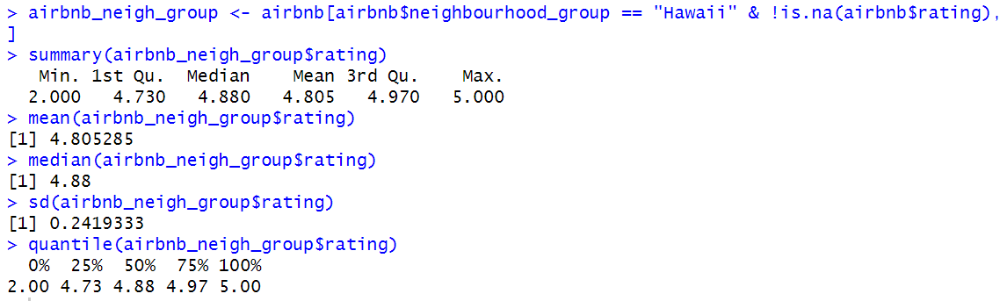 > airbnb_neigh_group <- airbnb[airbnb$neighbourhood_group == "Hawaii" & !is.na(airbnb$rating),
]
> summary(airbnb_neigh_group$rating)
   Min. 1st Qu.  Median    Mean 3rd Qu.    Max.
  2.000   4.730   4.880   4.805   4.970   5.000
> mean(airbnb_neigh_group$rating)
[1] 4.805285
> median(airbnb_neigh_group$rating)
[1] 4.88
> sd(airbnb_neigh_group$rating)
[1] 0.2419333
> quantile(airbnb_neigh_group$rating)
  0%  25%  50%  75% 100%
2.00 4.73 4.88 4.97 5.00